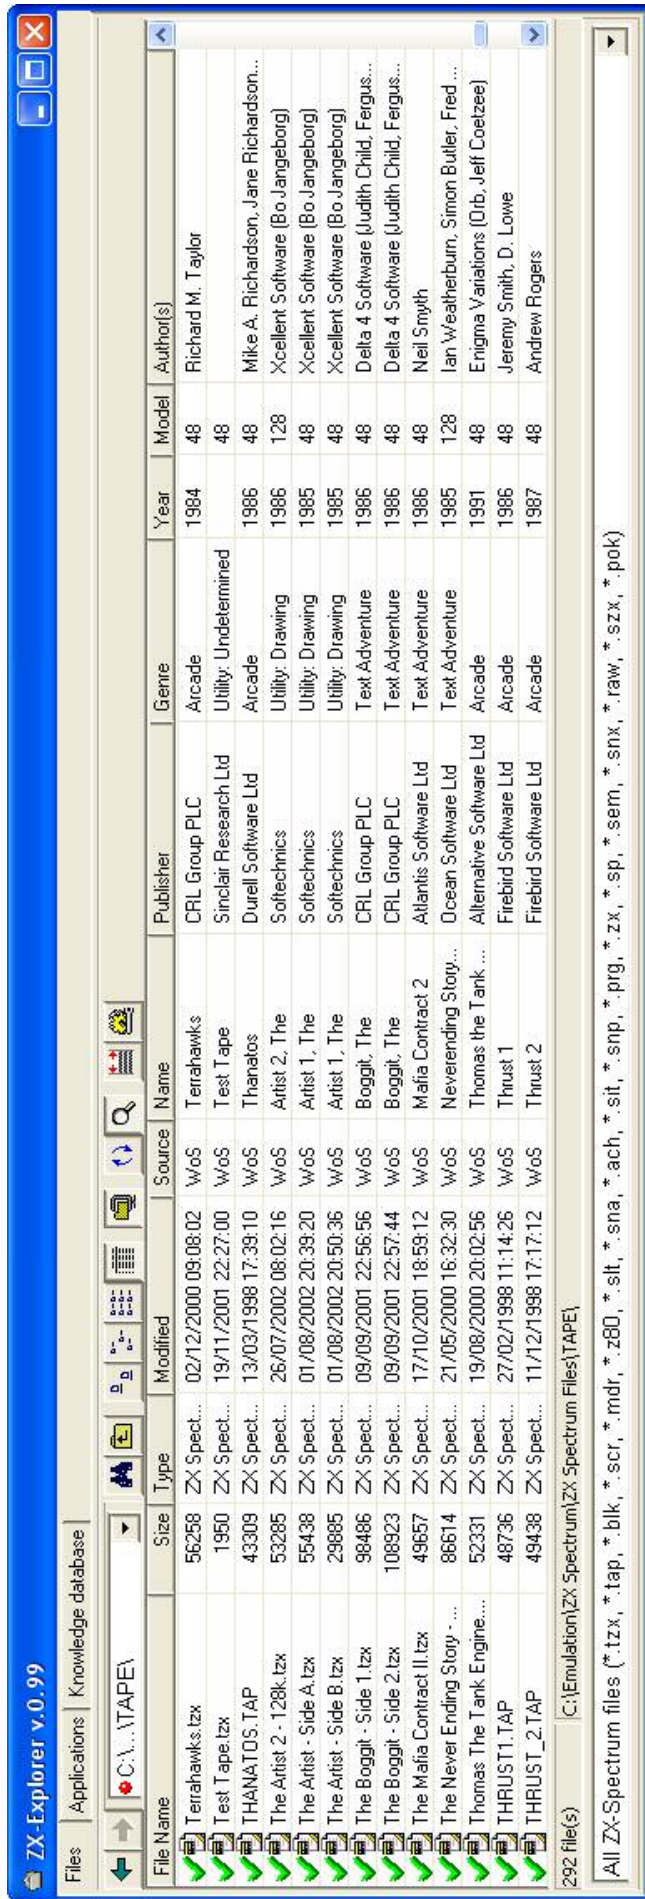 ZX-Explorer v.0.99
Files Applications Knowledge database
C:\...\TAPE\
File Name Size Type Modified Source Name Publisher Genre Year Model Author(s)
Terrahawks.tzx 56258 ZX Spect... 02/12/2000 09:08:02 WoS Terrahawks CRL Group PLC Arcade 1984 48 Richard M. Taylor
Test Tape.tzx 1950 ZX Spect... 19/11/2001 22:27:00 WoS Test Tape Sinclair Research Ltd Utility: Undetermined 48
THANATOS.TAP 43309 ZX Spect... 13/03/1998 17:39:10 WoS Thanatos Durell Software Ltd Arcade 1986 48 Mike A. Richardson, Jane Richardson...
The Artist 2 - 128k.tzx 53285 ZX Spect... 26/07/2002 08:02:16 WoS Artist 2, The Softechnics Utility: Drawing 1986 128 Xcellent Software (Bo Jangeborg)
The Artist - Side A.tzx 55438 ZX Spect... 01/08/2002 20:39:20 WoS Artist 1, The Softechnics Utility: Drawing 1985 48 Xcellent Software (Bo Jangeborg)
The Artist - Side B.tzx 29885 ZX Spect... 01/08/2002 20:50:36 WoS Artist 1, The Softechnics Utility: Drawing 1985 48 Xcellent Software (Bo Jangeborg)
The Boggit - Side 1.tzx 98486 ZX Spect... 09/09/2001 22:56:56 WoS Boggit, The CRL Group PLC Text Adventure 1986 48 Delta 4 Software (Judith Child, Fergus...
The Boggit - Side 2.tzx 108923 ZX Spect... 09/09/2001 22:57:44 WoS Boggit, The CRL Group PLC Text Adventure 1986 48 Delta 4 Software (Judith Child, Fergus...
The Mafia Contract II.tzx 49657 ZX Spect... 17/10/2001 18:59:12 WoS Mafia Contract 2 Atlantis Software Ltd Text Adventure 1986 48 Neil Smyth
The Never Ending Story - ... 86614 ZX Spect... 21/05/2000 16:32:30 WoS Neverending Story... Ocean Software Ltd Text Adventure 1985 128 Ian Weatherburn, Simon Butler, Fred ...
Thomas The Tank Engine.... 52331 ZX Spect... 19/08/2000 20:02:56 WoS Thomas the Tank ... Alternative Software Ltd Arcade 1991 48 Enigma Variations (Orb, Jeff Coetzee)
THRUST1.TAP 48736 ZX Spect... 27/02/1998 11:14:26 WoS Thrust 1 Firebird Software Ltd Arcade 1986 48 Jeremy Smith, D. Lowe
THRUST_2.TAP 49438 ZX Spect... 11/12/1998 17:17:12 WoS Thrust 2 Firebird Software Ltd Arcade 1987 48 Andrew Rogers
292 file(s) C:\Emulation\ZX Spectrum\ZX Spectrum Files\TAPE\
All ZX-Spectrum files (*.tzx, *.tap, *.blk, *.scr, *.mdr, *.z80, *.slt, *.sna, *.ach, *.sit, *.snp, *.prg, *.zx, *.sp, *.sem, *.snx, *.raw, *.szx, *.pok)